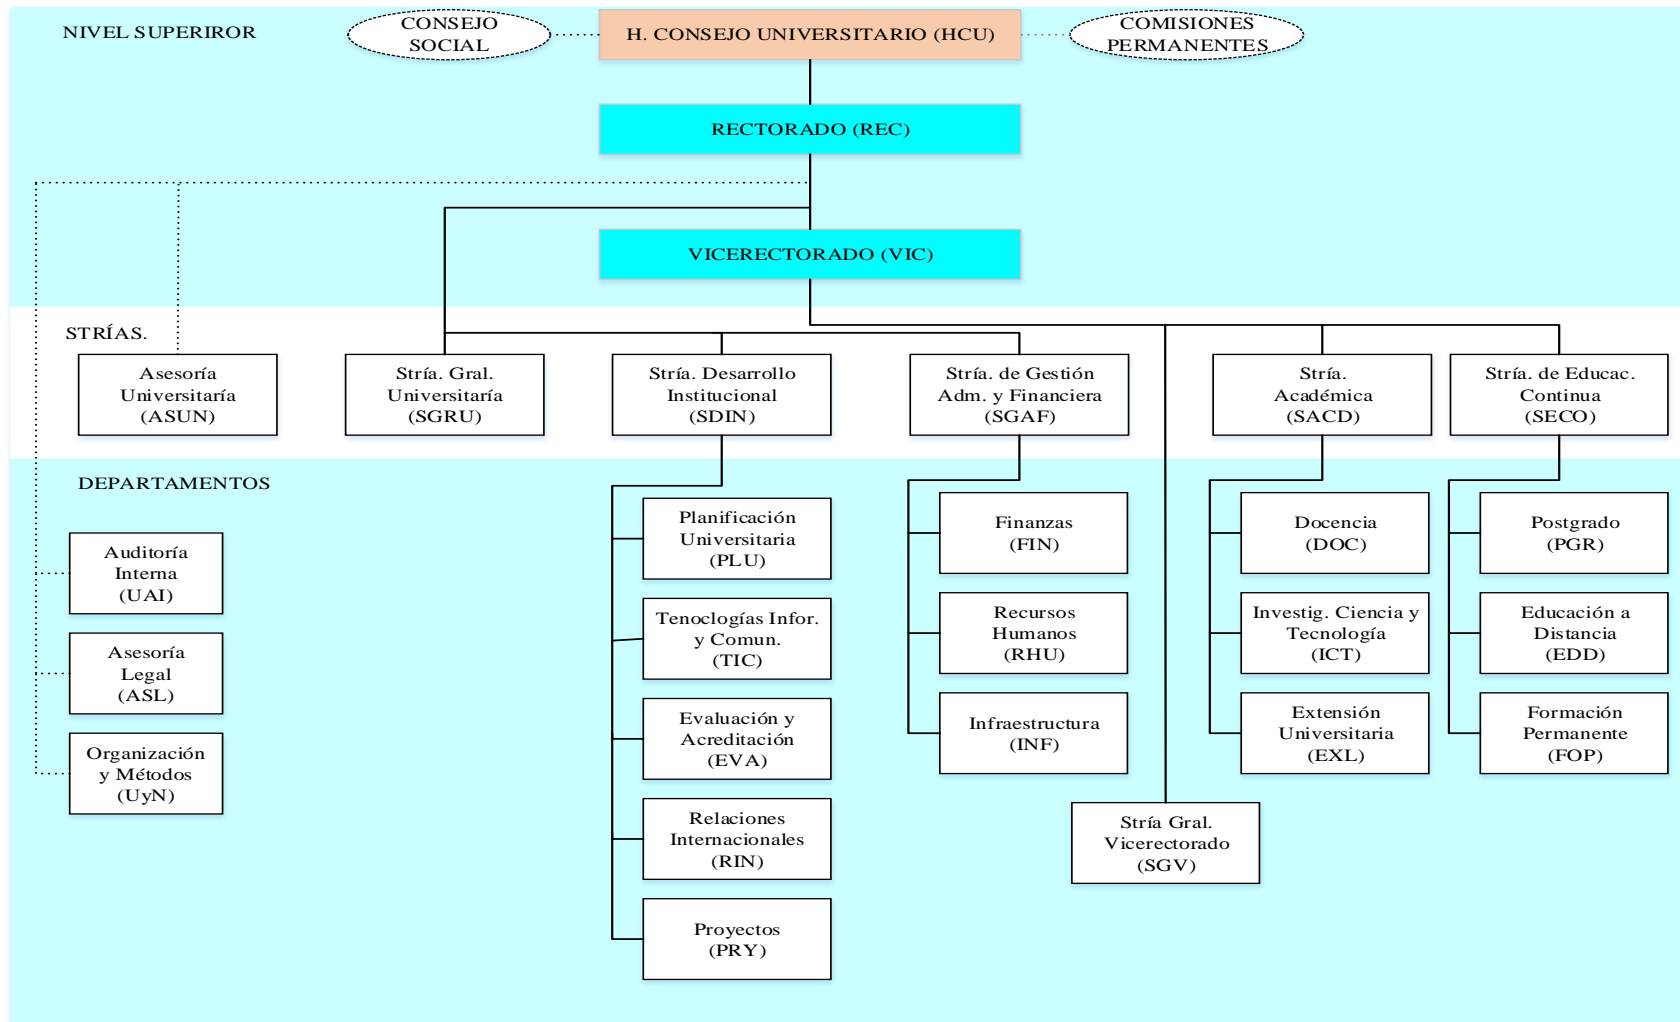 NIVEL SUPERIROR
CONSEJO
SOCIAL
H. CONSEJO UNIVERSITARIO (HCU)
COMISIONES
PERMANENTES
RECTORADO (REC)
VICERECTORADO (VIC)
STRÍAS.
Asesoría
Universitaría
(ASUN)
Stría. Gral.
Universitaría
(SGRU)
Stría. Desarrollo
Institucional
(SDIN)
Stría. de Gestión
Adm. y Financiera
(SGAF)
Stría.
Académica
(SACD)
Stría. de Educac.
Continua
(SECO)
DEPARTAMENTOS
Auditoría
Interna
(UAI)
Asesoría
Legal
(ASL)
Organización
y Métodos
(UyN)
Planificación
Universitaria
(PLU)
Tenoclogías Infor.
y Comun.
(TIC)
Evaluación y
Acreditación
(EVA)
Relaciones
Internacionales
(RIN)
Proyectos
(PRY)
Finanzas
(FIN)
Recursos
Humanos
(RHU)
Infraestructura
(INF)
Docencia
(DOC)
Investig. Ciencia y
Tecnología
(ICT)
Extensión
Universitaria
(EXL)
Postgrado
(PGR)
Educación a
Distancia
(EDD)
Formación
Permanente
(FOP)
Stría Gral.
Vicerectorado
(SGV)